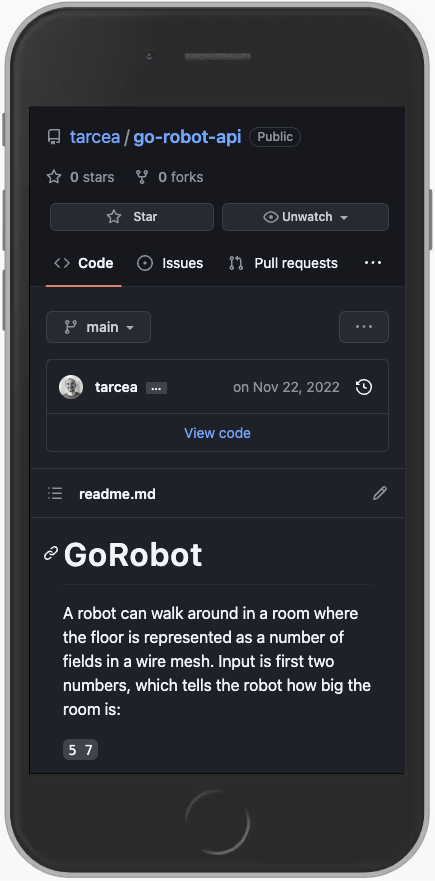 tarcea / go-robot-api Public
0 stars 0 forks
Star Unwatch
Code Issues Pull requests ...
main ...
tarcea ... on Nov 22, 2022
View code
readme.md
GoRobot
A robot can walk around in a room where
the floor is represented as a number of
fields in a wire mesh. Input is first two
numbers, which tells the robot how big the
room is:
5 7